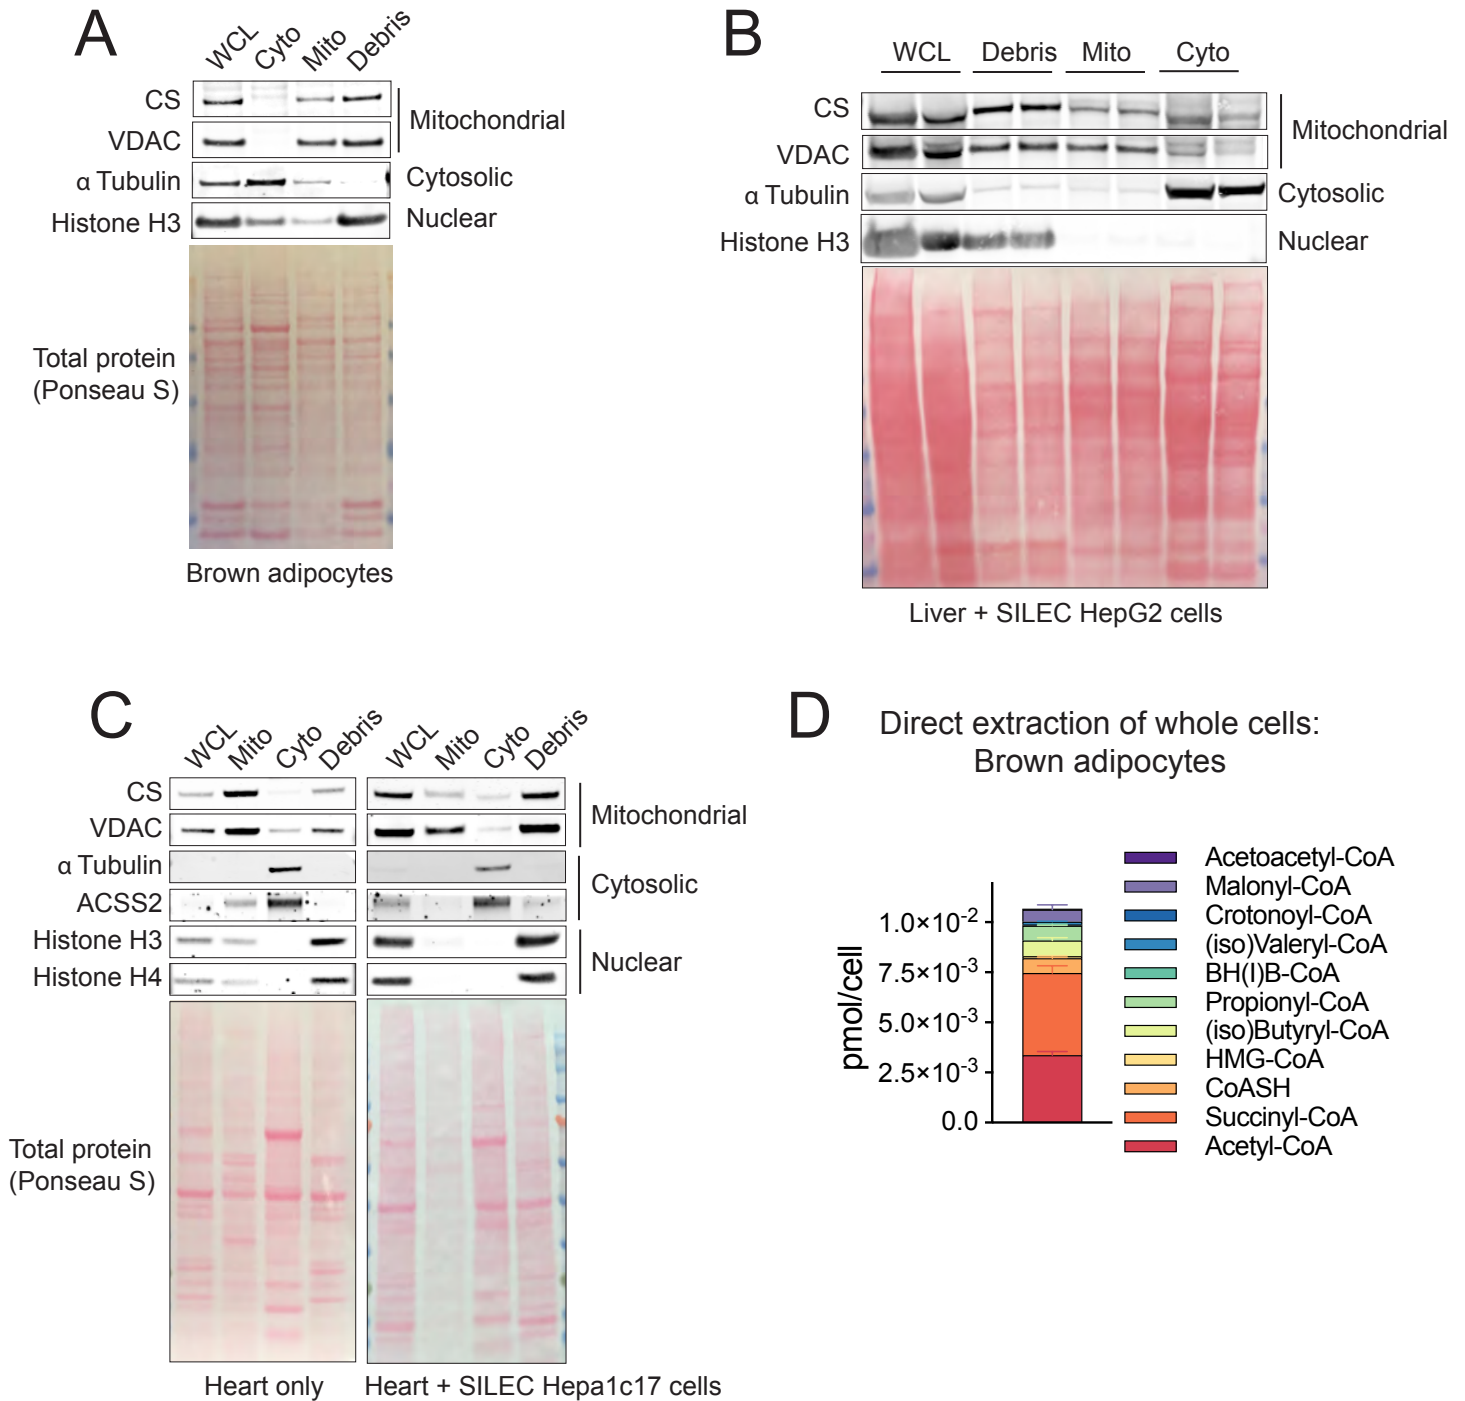 A
WCL Cyto Mito Debris
CS
VDAC
Mitochondrial
α Tubulin
Cytosolic
Histone H3
Nuclear
Total protein
(Ponseau S)
Brown adipocytes
B
WCL Debris Mito Cyto
CS
VDAC
Mitochondrial
α Tubulin
Cytosolic
Histone H3
Nuclear
Liver + SILEC HepG2 cells
C
WCL Mito Cyto Debris
WCL Mito Cyto Debris
CS
VDAC
Mitochondrial
α Tubulin
ACSS2
Cytosolic
Histone H3
Histone H4
Nuclear
Total protein
(Ponseau S)
Heart only
Heart + SILEC Hepa1c17 cells
D
Direct extraction of whole cells:
Brown adipocytes
pmol/cell
1.0×10-2
7.5×10-3
5.0×10-3
2.5×10-3
0.0
Acetoacetyl-CoA
Malonyl-CoA
Crotonoyl-CoA
(iso)Valeryl-CoA
BH(I)B-CoA
Propionyl-CoA
(iso)Butyryl-CoA
HMG-CoA
CoASH
Succinyl-CoA
Acetyl-CoA